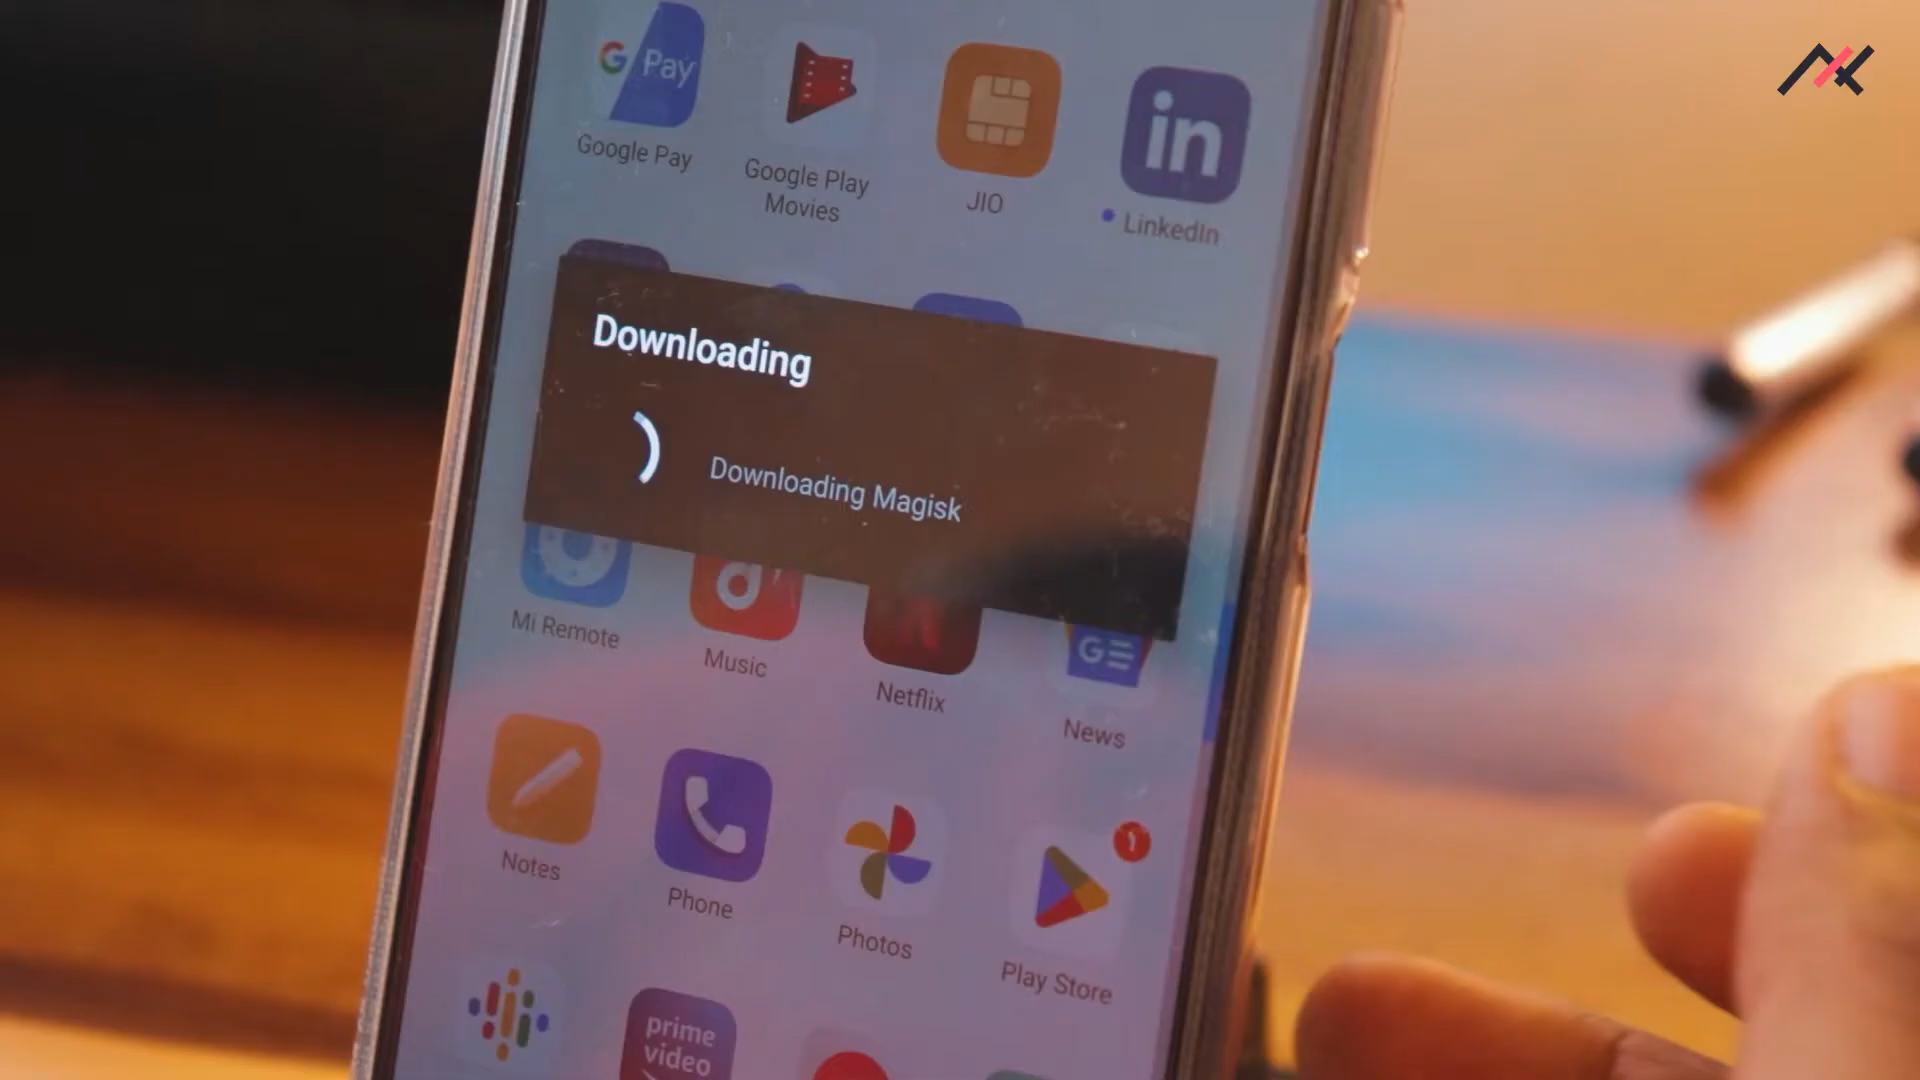 G Pay
Google Pay
Google Play
Movies
JIO
in
LinkedIn
Downloading
Downloading Magisk
Mi Remote
Music
N
Netflix
G
News
Notes
Phone
Photos
1
Play Store
prime
video